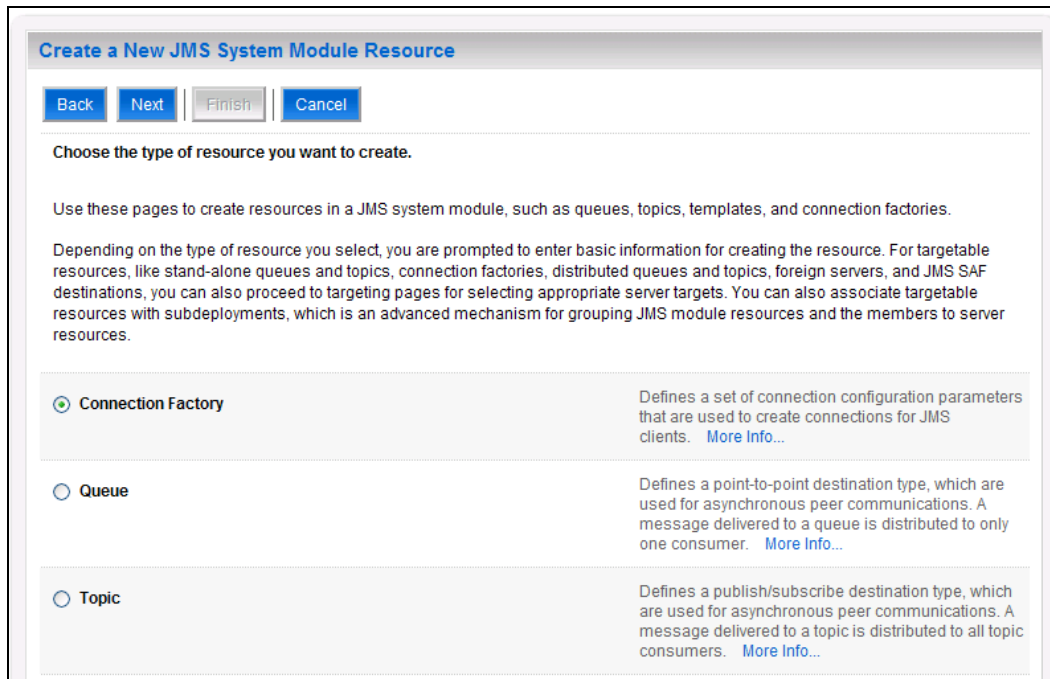 Create a New JMS System Module Resource
Back Next Finish Cancel
Choose the type of resource you want to create.
Use these pages to create resources in a JMS system module, such as queues, topics, templates, and connection factories.
Depending on the type of resource you select, you are prompted to enter basic information for creating the resource. For targetable
resources, like stand-alone queues and topics, connection factories, distributed queues and topics, foreign servers, and JMS SAF
destinations, you can also proceed to targeting pages for selecting appropriate server targets. You can also associate targetable
resources with subdeployments, which is an advanced mechanism for grouping JMS module resources and the members to server
resources.
Connection Factory
Defines a set of connection configuration parameters
that are used to create connections for JMS
clients. More Info...
Queue
Defines a point-to-point destination type, which are
used for asynchronous peer communications. A
message delivered to a queue is distributed to only
one consumer. More Info...
Topic
Defines a publish/subscribe destination type, which
are used for asynchronous peer communications. A
message delivered to a topic is distributed to all topic
consumers. More Info...